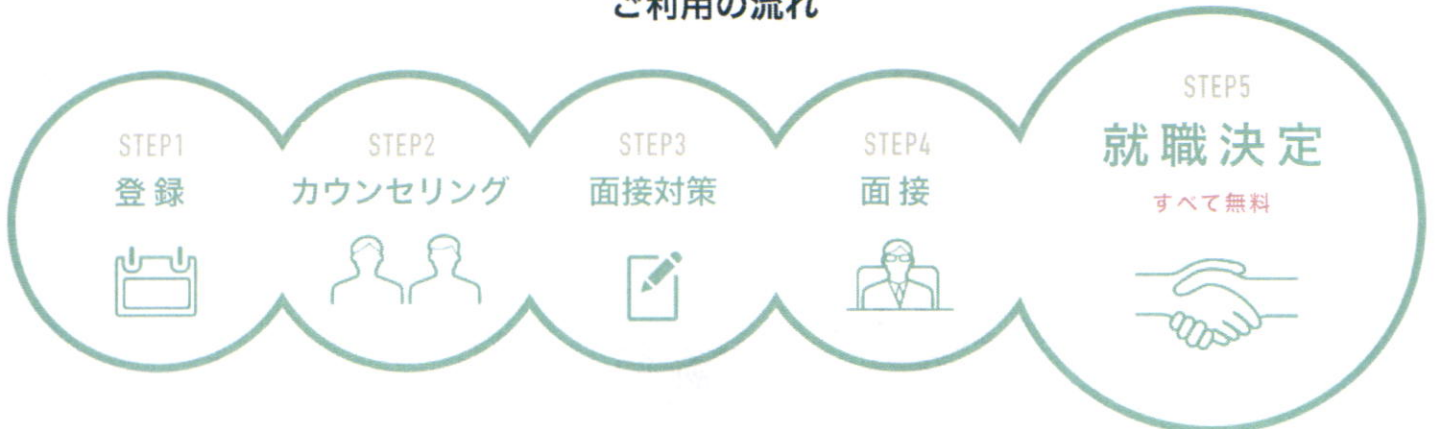 ご利用の流れ
STEP1
登録
STEP2
カウンセリング
STEP3
面接対策
STEP4
面接
STEP5
就職決定
すべて無料